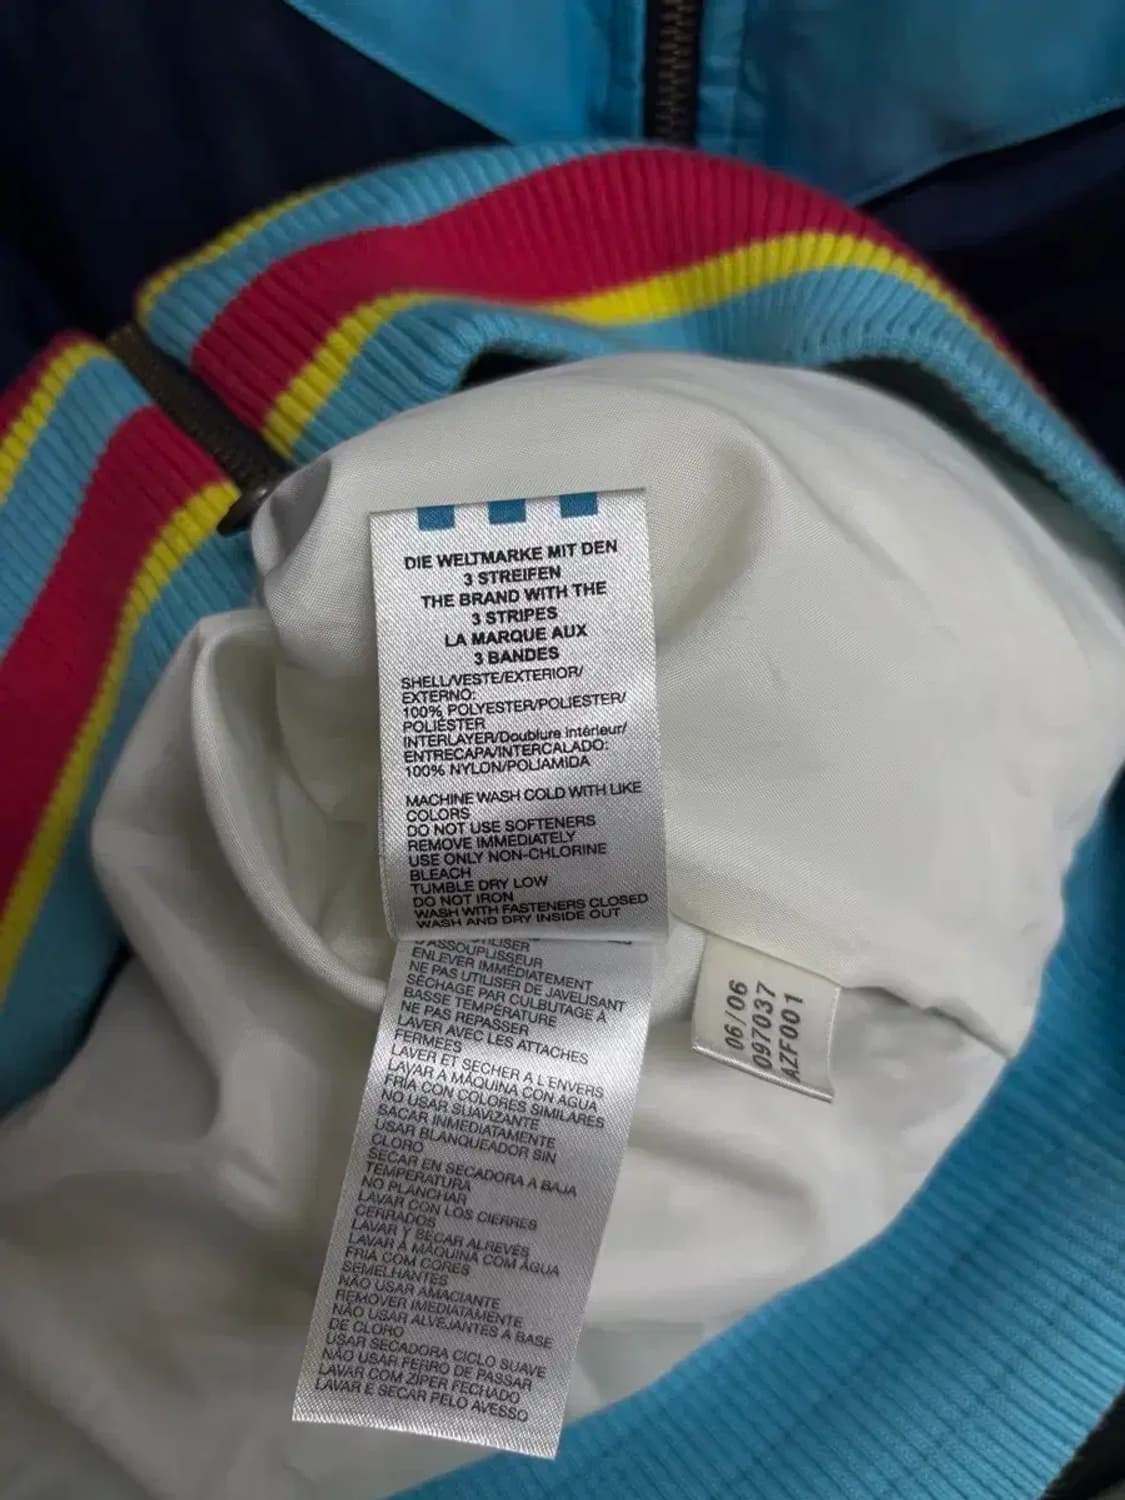 DIE WELTMARKE MIT DEN
3 STREIFEN
THE BRAND WITH THE
3 STRIPES
LA MARQUE AUX
3 BANDES
SHELL/VESTE/EXTERIOR/
EXTERNO:
100% POLYESTER/POLIESTER/
POLIÉSTER
INTERLAYER/Doublure intérieur/
ENTRECAPA/INTERCALADO:
100% NYLON/POLIAMIDA
MACHINE WASH COLD WITH LIKE
COLORS
DO NOT USE SOFTENERS
REMOVE IMMEDIATELY
USE ONLY NON-CHLORINE
BLEACH
TUMBLE DRY LOW
DO NOT IRON
WASH WITH FASTENERS CLOSED
WASH AND DRY INSIDE OUT
D'ASSOUPLISSEUR
ENLEVER IMMÉDIATEMENT
NE PAS UTILISER DE JAVELISANT
SÉCHAGE PAR CULBUTAGE À
BASSE TEMPÉRATURE
NE PAS REPASSER
LAVER AVEC LES ATTACHES
FERMEES
LAVER ET SECHER A L'ENVERS
LAVAR A MÁQUINA CON AGUA
FRÍA CON COLORES SIMILARES
NO USAR SUAVIZANTE
SACAR INMEDIATAMENTE
USAR BLANQUEADOR SIN
CLORO
SECAR EN SECADORA A BAJA
TEMPERATURA
NO PLANCHAR
LAVAR CON LOS CIERRES
CERRADOS
LAVAR Y SECAR ALREVÉS
LAVAR À MÁQUINA COM ÁGUA
FRIA COM CORES
SEMELHANTES
NÃO USAR AMACIANTE
REMOVER IMEDIATAMENTE
NÃO USAR ALVEJANTES A BASE
DE CLORO
USAR SECADORA CICLO SUAVE
NÃO USAR FERRO DE PASSAR
LAVAR COM ZÍPER FECHADO
LAVAR E SECAR PELO AVESSO
06/06
097037
AZF001